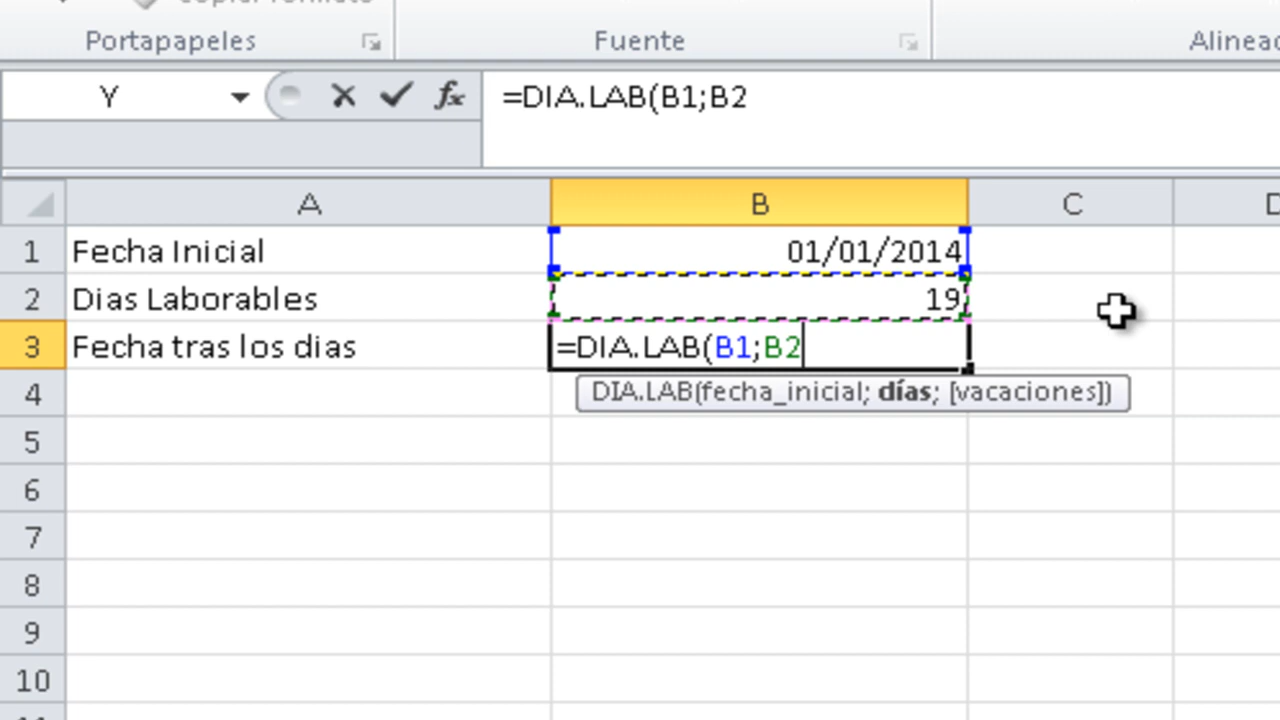 Portapapeles Fuente
Y fx =DIA.LAB(B1;B2
A B C D
1 Fecha Inicial 01/01/2014
2 Dias Laborables 19
3 Fecha tras los dias =DIA.LAB(B1;B2
DIA.LAB(fecha_inicial; días; [vacaciones])
4
5
6
7
8
9
10